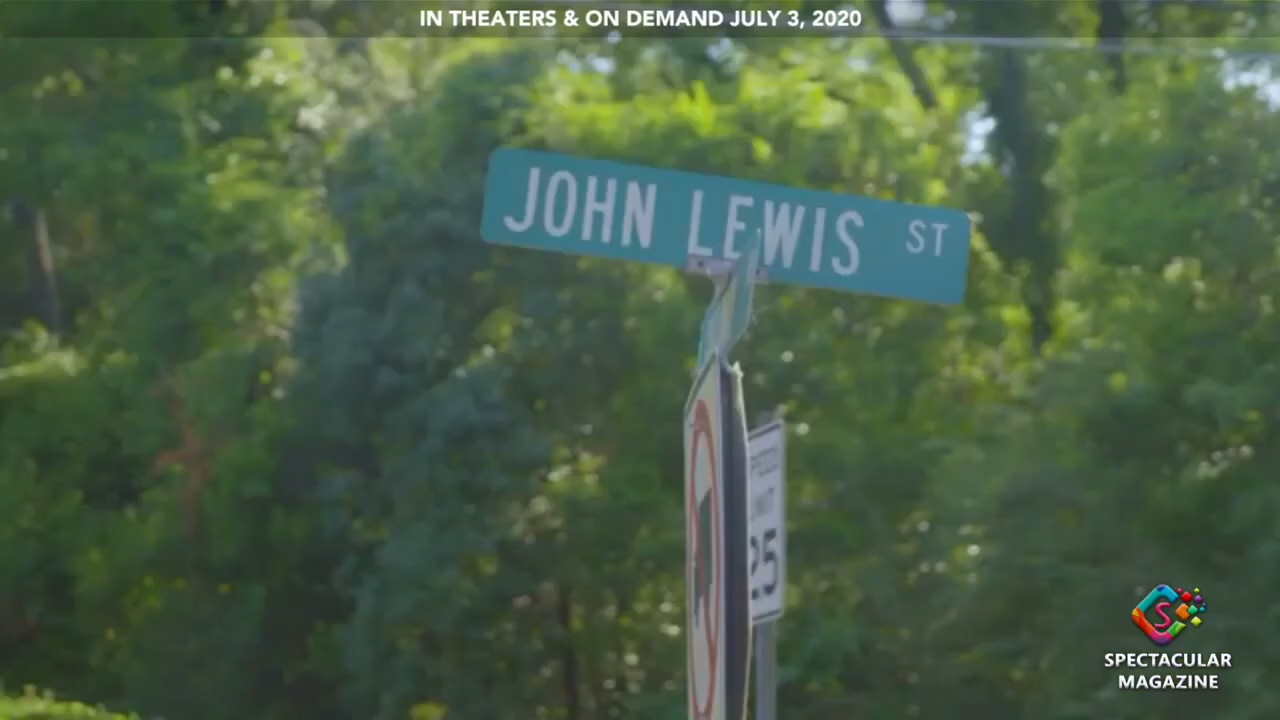 IN THEATERS & ON DEMAND JULY 3, 2020
JOHN LEWIS ST
25
SPECTACULAR
MAGAZINE